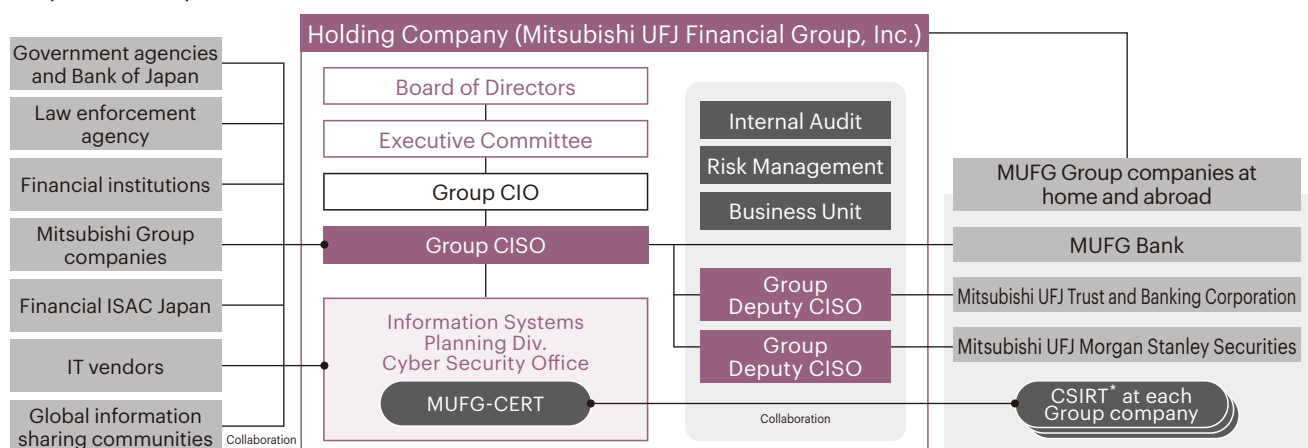 Government agencies
and Bank of Japan
Law enforcement
agency
Financial institutions
Mitsubishi Group
companies
Financial ISAC Japan
IT vendors
Global information
sharing communities
Collaboration
Holding Company (Mitsubishi UFJ Financial Group, Inc.)
Board of Directors
Executive Committee
Group CIO
Group CISO
Information Systems
Planning Div.
Cyber Security Office
MUFG-CERT
Internal Audit
Risk Management
Business Unit
Group
Deputy CISO
Group
Deputy CISO
Collaboration
MUFG Group companies at
home and abroad
MUFG Bank
Mitsubishi UFJ Trust and Banking Corporation
Mitsubishi UFJ Morgan Stanley Securities
CSIRT* at each
Group company